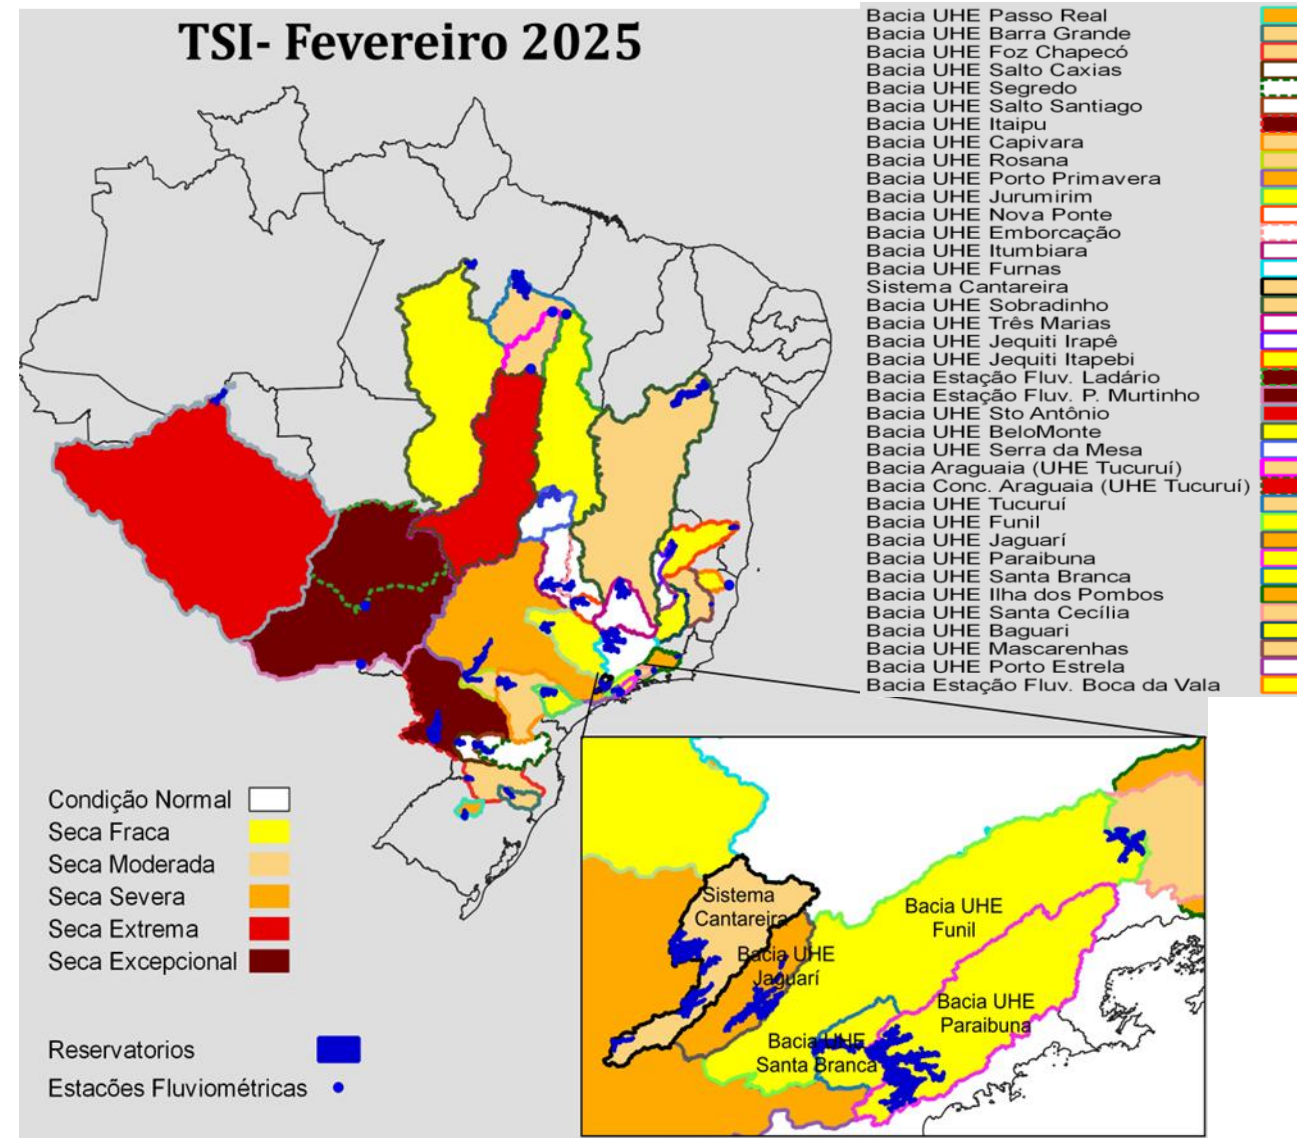 TSI- Fevereiro 2025
Bacia UHE Passo Real
Bacia UHE Barra Grande
Bacia UHE Foz Chapecó
Bacia UHE Salto Caxias
Bacia UHE Segredo
Bacia UHE Salto Santiago
Bacia UHE Itaipu
Bacia UHE Capivara
Bacia UHE Rosana
Bacia UHE Porto Primavera
Bacia UHE Jurumirim
Bacia UHE Nova Ponte
Bacia UHE Emborcação
Bacia UHE Itumbiara
Bacia UHE Furnas
Sistema Cantareira
Bacia UHE Sobradinho
Bacia UHE Três Marias
Bacia UHE Jequiti Irapê
Bacia UHE Jequiti Itapebi
Bacia Estação Fluv. Ladário
Bacia Estação Fluv. P. Murtinho
Bacia UHE Sto Antônio
Bacia UHE BeloMonte
Bacia UHE Serra da Mesa
Bacia Araguaia (UHE Tucuruí)
Bacia Conc. Araguaia (UHE Tucuruí)
Bacia UHE Tucuruí
Bacia UHE Funil
Bacia UHE Jaguarí
Bacia UHE Paraibuna
Bacia UHE Santa Branca
Bacia UHE Ilha dos Pombos
Bacia UHE Santa Cecília
Bacia UHE Baguari
Bacia UHE Mascarenhas
Bacia UHE Porto Estrela
Bacia Estação Fluv. Boca da Vala
Condição Normal
Seca Fraca
Seca Moderada
Seca Severa
Seca Extrema
Seca Excepcional
Reservatorios
Estacões Fluviométricas
Sistema
Cantareira
Bacia UHE
Jaguarí
Bacia UHE
Funil
Bacia UHE
Paraibuna
Bacia UHE
Santa Branca